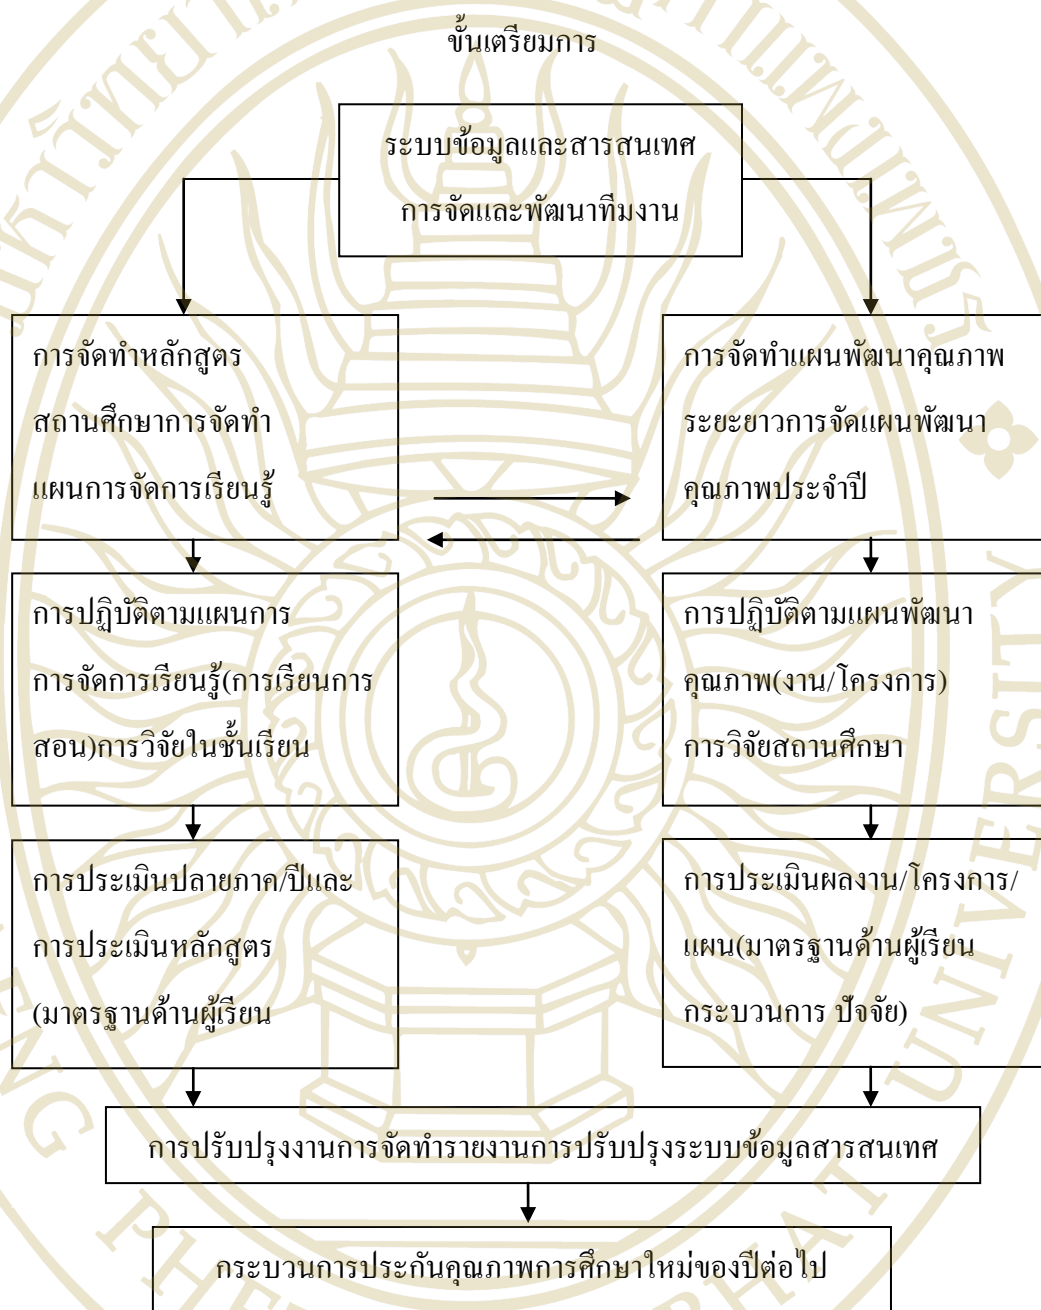 ขั้นเตรียมการ
ระบบข้อมูลและสารสนเทศ
การจัดและพัฒนาทีมงาน
การจัดทำหลักสูตร
สถานศึกษาการจัดทำ
แผนการจัดการเรียนรู้
การจัดทำแผนพัฒนาคุณภาพ
ระยะยาวการจัดแผนพัฒนา
คุณภาพประจำปี
การปฏิบัติตามแผนการ
การจัดการเรียนรู้(การเรียนการ
สอน)การวิจัยในชั้นเรียน
การปฏิบัติตามแผนพัฒนา
คุณภาพ(งาน/โครงการ)
การวิจัยสถานศึกษา
การประเมินปลายภาค/ปีและ
การประเมินหลักสูตร
(มาตรฐานด้านผู้เรียน
การประเมินผลงาน/โครงการ/
แผน(มาตรฐานด้านผู้เรียน
กระบวนการ ปัจจัย)
การปรับปรุงงานการจัดทำรายงานการปรับปรุงระบบข้อมูลสารสนเทศ
กระบวนการประกันคุณภาพการศึกษาใหม่ของปีต่อไป
UNIVERSITY